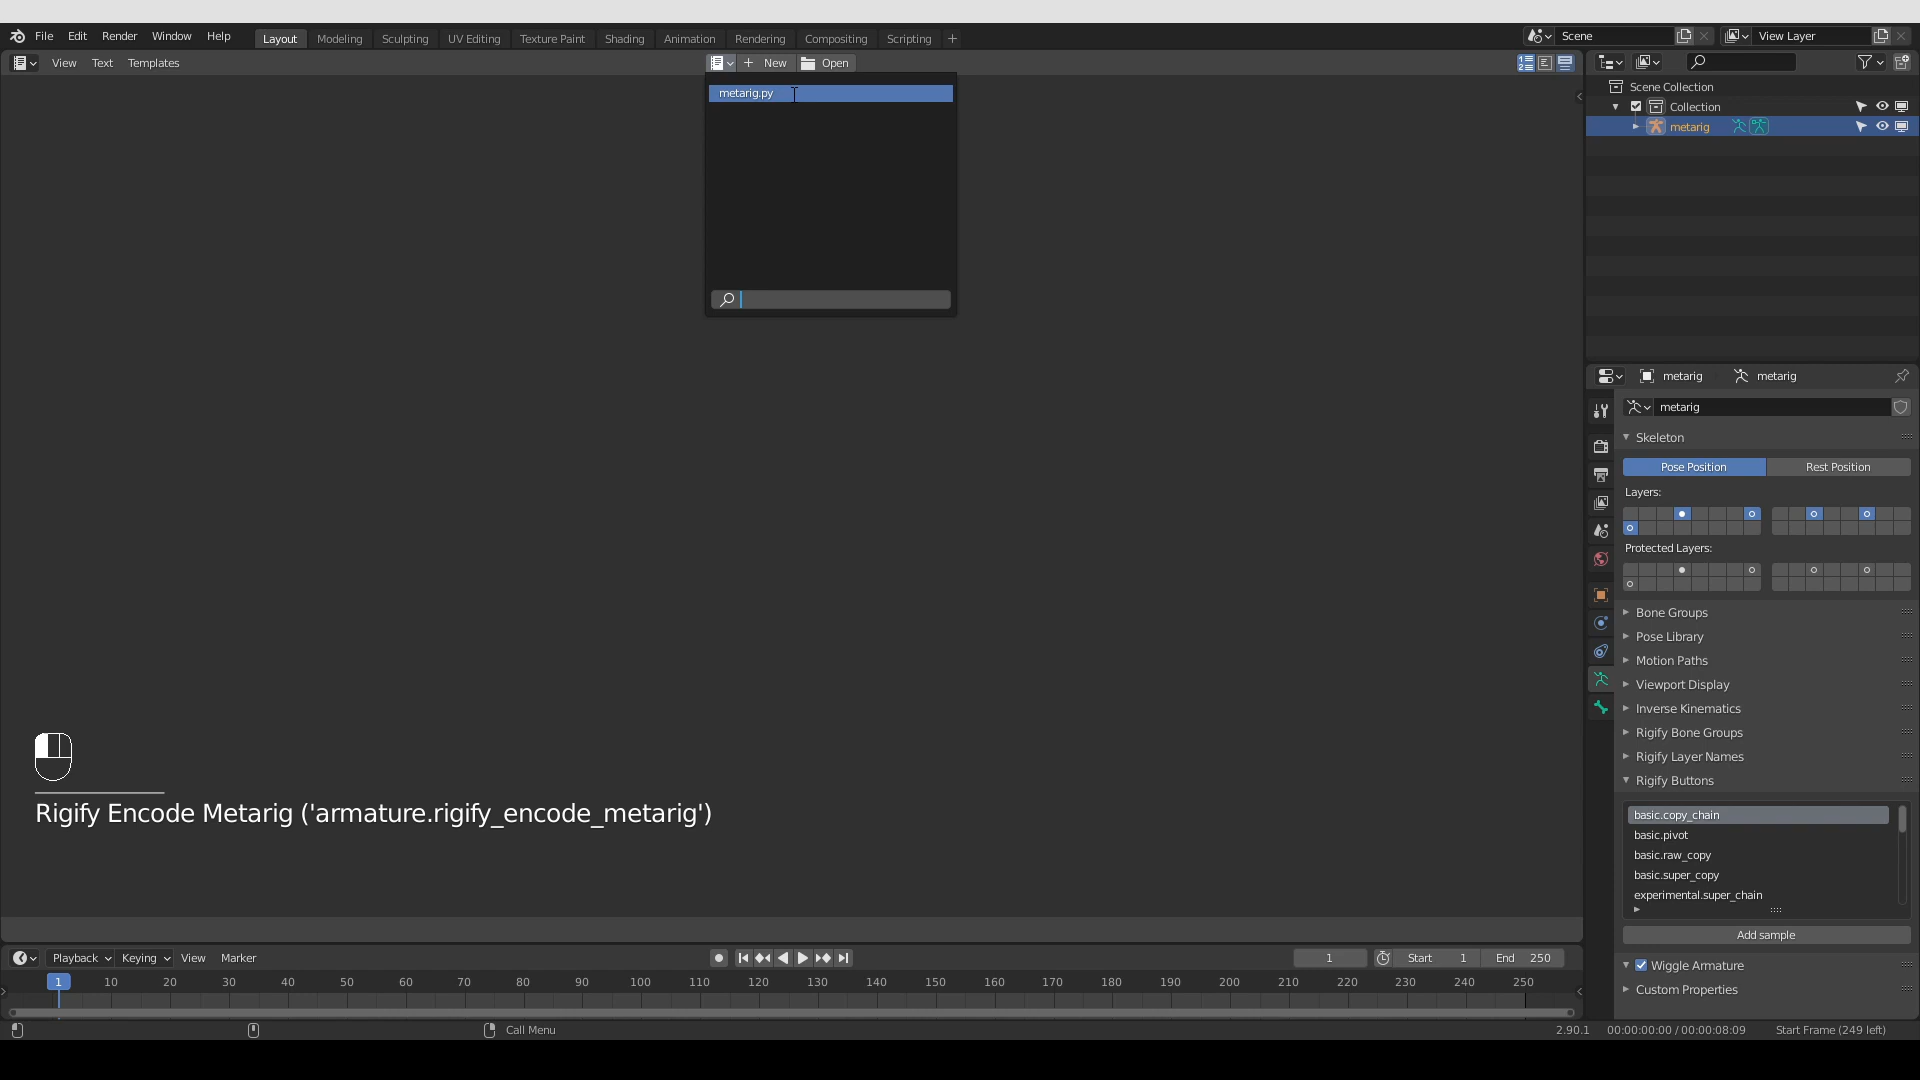 File Edit Render Window Help Layout Modeling Sculpting UV Editing Texture Paint Shading Animation Rendering Compositing Scripting + Scene View Layer
View Text Templates New Open
metarig.py
Scene Collection
Collection
metarig
metarig metarig
metarig
Skeleton
Pose Position Rest Position
Layers:
Protected Layers:
Bone Groups
Pose Library
Motion Paths
Viewport Display
Inverse Kinematics
Rigify Bone Groups
Rigify Layer Names
Rigify Buttons
basic.copy_chain
basic.pivot
basic.raw_copy
basic.super_copy
experimental.super_chain
Add sample
Wiggle Armature
Custom Properties
Rigify Encode Metarig ('armature.rigify_encode_metarig')
Playback Keying View Marker 1 Start 1 End 250
1 10 20 30 40 50 60 70 80 90 100 110 120 130 140 150 160 170 180 190 200 210 220 230 240 250
Call Menu 2.90.1 00:00:00:00 / 00:00:08:09 Start Frame (249 left)